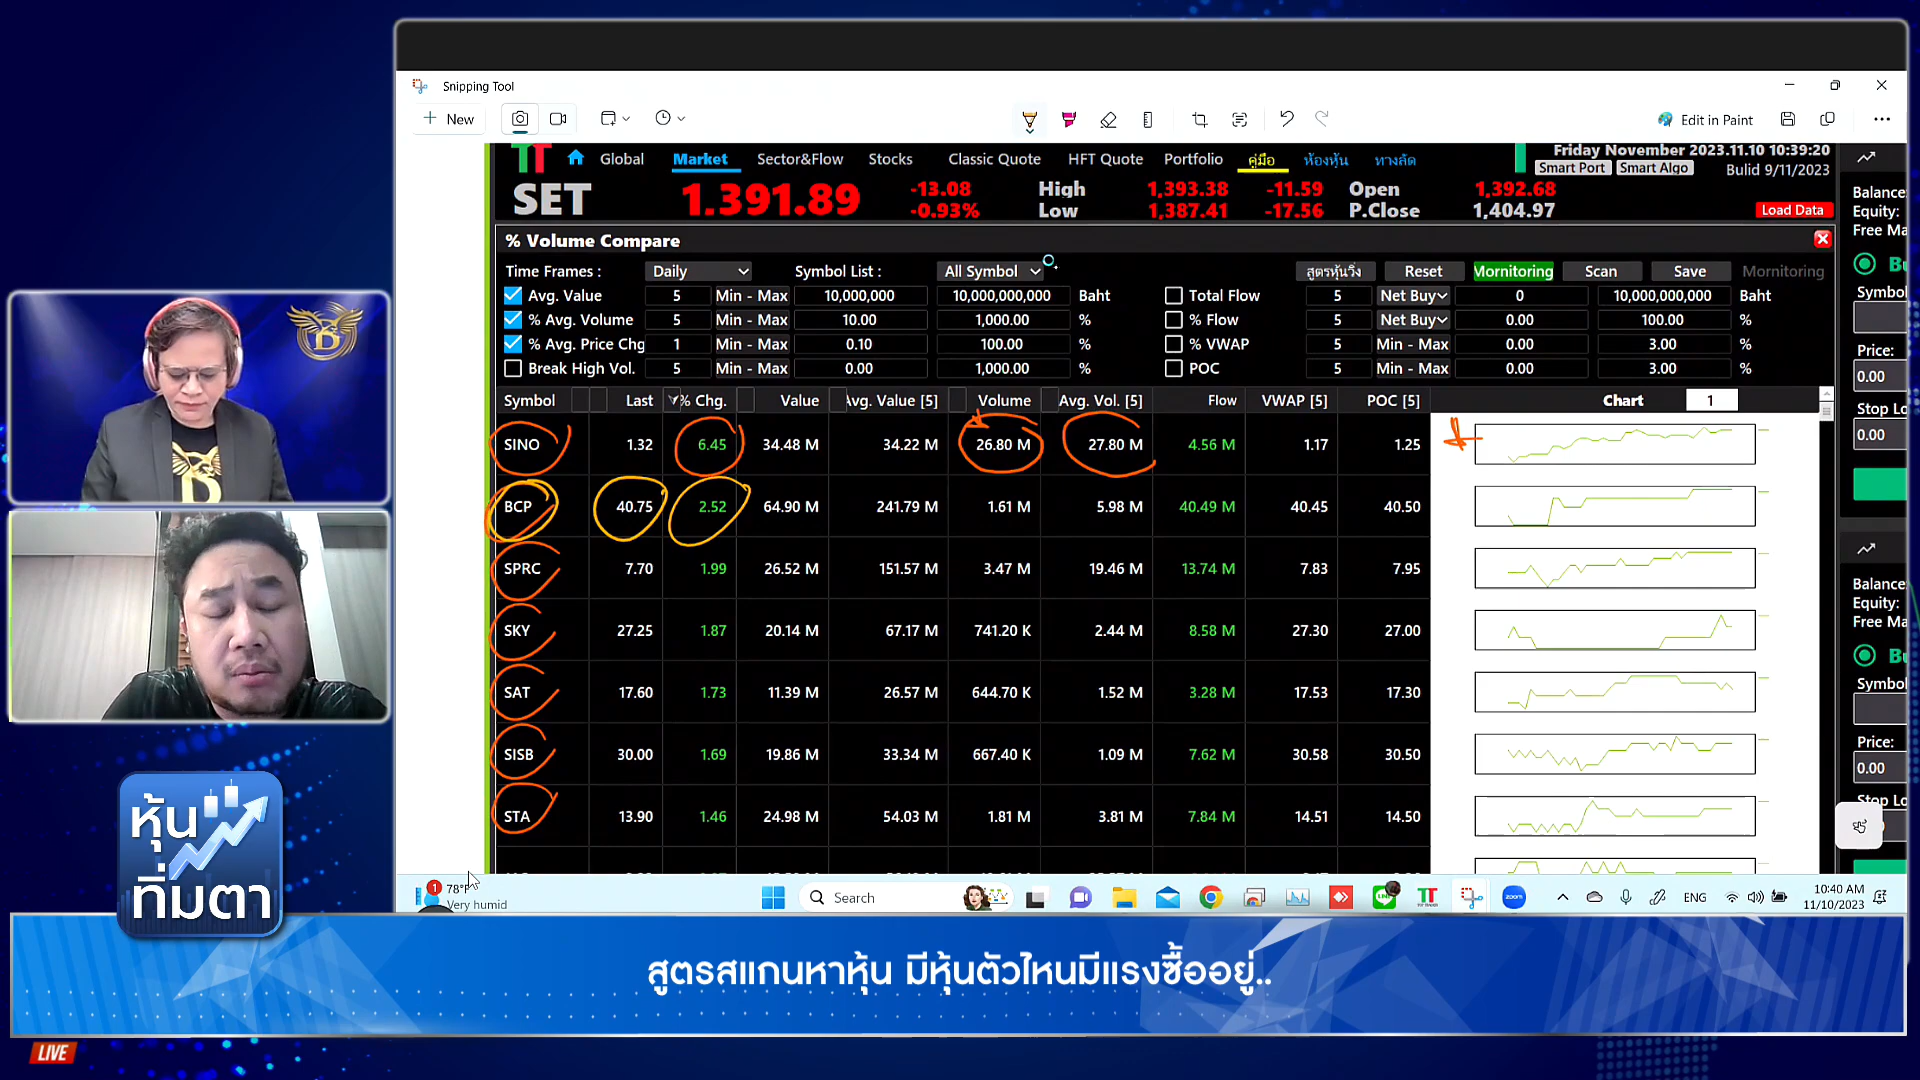 Snipping Tool
New
Edit in Paint
TT Global Market Sector&Flow Stocks Classic Quote HFT Quote Portfolio คู่มือ ห้องหุ้น ทางลัด
Friday November 2023.11.10 10:39:20
Smart Port Smart Algo Bulid 9/11/2023
SET 1,391.89 -13.08 High 1,393.38 -11.59 Open 1,392.68
-0.93% Low 1,387.41 -17.56 P.Close 1,404.97
Load Data
% Volume Compare
Time Frames : Daily Symbol List : All Symbol สูตรหุ้นวิ่ง Reset Mornitoring Scan Save Mornitoring
Avg. Value 5 Min - Max 10,000,000 10,000,000,000 Baht Total Flow 5 Net Buy 0 10,000,000,000 Baht
% Avg. Volume 5 Min - Max 10.00 1,000.00 % % Flow 5 Net Buy 0.00 100.00 %
% Avg. Price Chg 1 Min - Max 0.10 100.00 % % VWAP 5 Min - Max 0.00 3.00 %
Break High Vol. 5 Min - Max 0.00 1,000.00 % POC 5 Min - Max 0.00 3.00 %
Symbol Last % Chg. Value Avg. Value [5] Volume Avg. Vol. [5] Flow VWAP [5] POC [5] Chart 1
SINO 1.32 6.45 34.48 M 34.22 M 26.80 M 27.80 M 4.56 M 1.17 1.25
BCP 40.75 2.52 64.90 M 241.79 M 1.61 M 5.98 M 40.49 M 40.45 40.50
SPRC 7.70 1.99 26.52 M 151.57 M 3.47 M 19.46 M 13.74 M 7.83 7.95
SKY 27.25 1.87 20.14 M 67.17 M 741.20 K 2.44 M 8.58 M 27.30 27.00
SAT 17.60 1.73 11.39 M 26.57 M 644.70 K 1.52 M 3.28 M 17.53 17.30
SISB 30.00 1.69 19.86 M 33.34 M 667.40 K 1.09 M 7.62 M 30.58 30.50
STA 13.90 1.46 24.98 M 54.03 M 1.81 M 3.81 M 7.84 M 14.51 14.50
Balance:
Equity:
Free Ma
Symbol
Price:
0.00
Stop Lo
0.00
Balance:
Equity:
Free Ma
Symbol
Price:
0.00
Stop Lo
1 78°F
Very humid
Search
zoom
ENG
10:40 AM
11/10/2023
หุ้น
ทิ่มตา
สูตรสแกนหาหุ้น มีหุ้นตัวไหนมีแรงซื้ออยู่..
LIVE